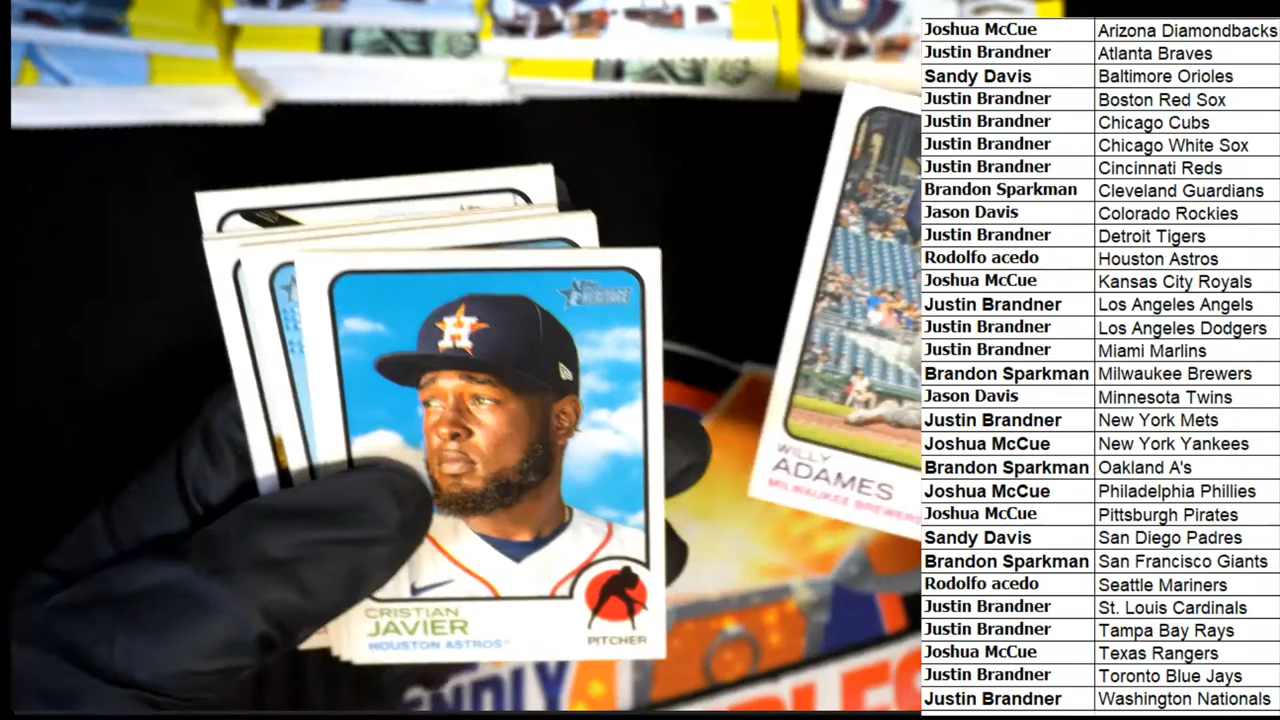 Joshua McCue Arizona Diamondbacks
Justin Brandner Atlanta Braves
Sandy Davis Baltimore Orioles
Justin Brandner Boston Red Sox
Justin Brandner Chicago Cubs
Justin Brandner Chicago White Sox
Justin Brandner Cincinnati Reds
Brandon Sparkman Cleveland Guardians
Jason Davis Colorado Rockies
Justin Brandner Detroit Tigers
Rodolfo acedo Houston Astros
Joshua McCue Kansas City Royals
Justin Brandner Los Angeles Angels
Justin Brandner Los Angeles Dodgers
Justin Brandner Miami Marlins
Brandon Sparkman Milwaukee Brewers
Jason Davis Minnesota Twins
Justin Brandner New York Mets
Joshua McCue New York Yankees
Brandon Sparkman Oakland A's
Joshua McCue Philadelphia Phillies
Joshua McCue Pittsburgh Pirates
Sandy Davis San Diego Padres
Brandon Sparkman San Francisco Giants
Rodolfo acedo Seattle Mariners
Justin Brandner St. Louis Cardinals
Justin Brandner Tampa Bay Rays
Joshua McCue Texas Rangers
Justin Brandner Toronto Blue Jays
Justin Brandner Washington Nationals
H
HERITAGE
CRISTIAN
JAVIER
HOUSTON ASTROS
PITCHER
WILLY
ADAMES
MILWAUKEE BREWERS